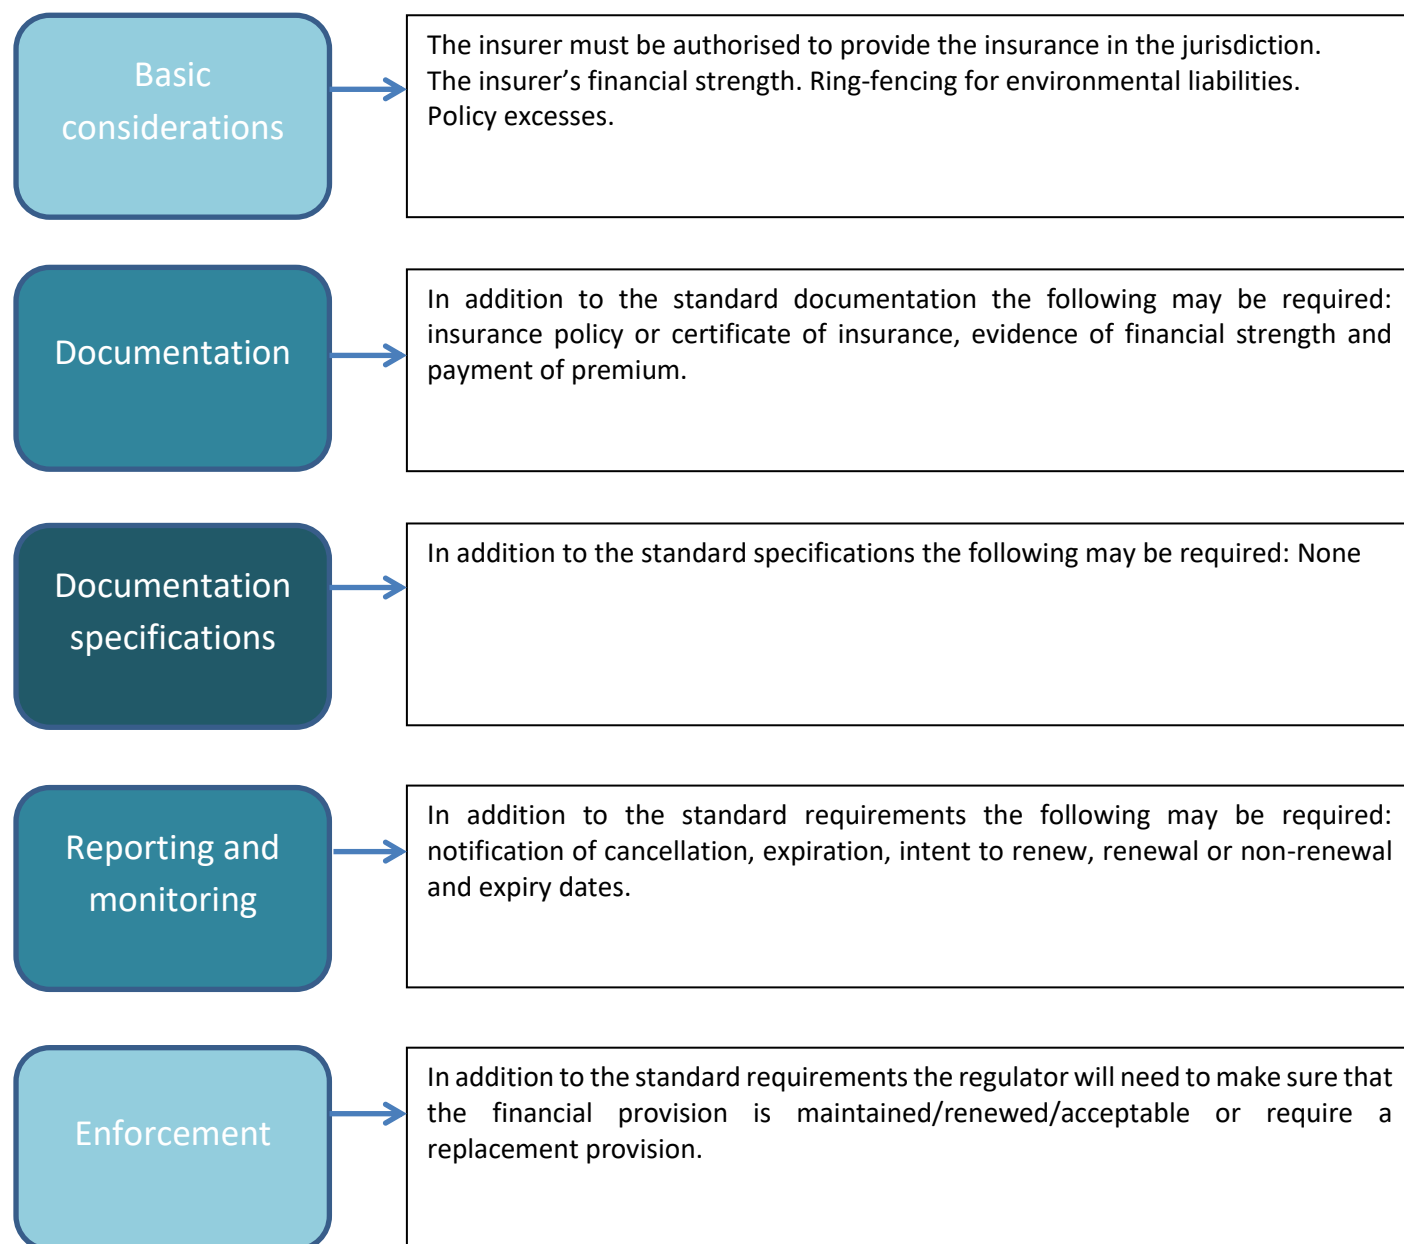 Basic
considerations
The insurer must be authorised to provide the insurance in the jurisdiction.
The insurer’s financial strength. Ring-fencing for environmental liabilities.
Policy excesses.
Documentation
In addition to the standard documentation the following may be required:
insurance policy or certificate of insurance, evidence of financial strength and
payment of premium.
Documentation
specifications
In addition to the standard specifications the following may be required: None
Reporting and
monitoring
In addition to the standard requirements the following may be required:
notification of cancellation, expiration, intent to renew, renewal or non-renewal
and expiry dates.
Enforcement
In addition to the standard requirements the regulator will need to make sure that
the financial provision is maintained/renewed/acceptable or require a
replacement provision.